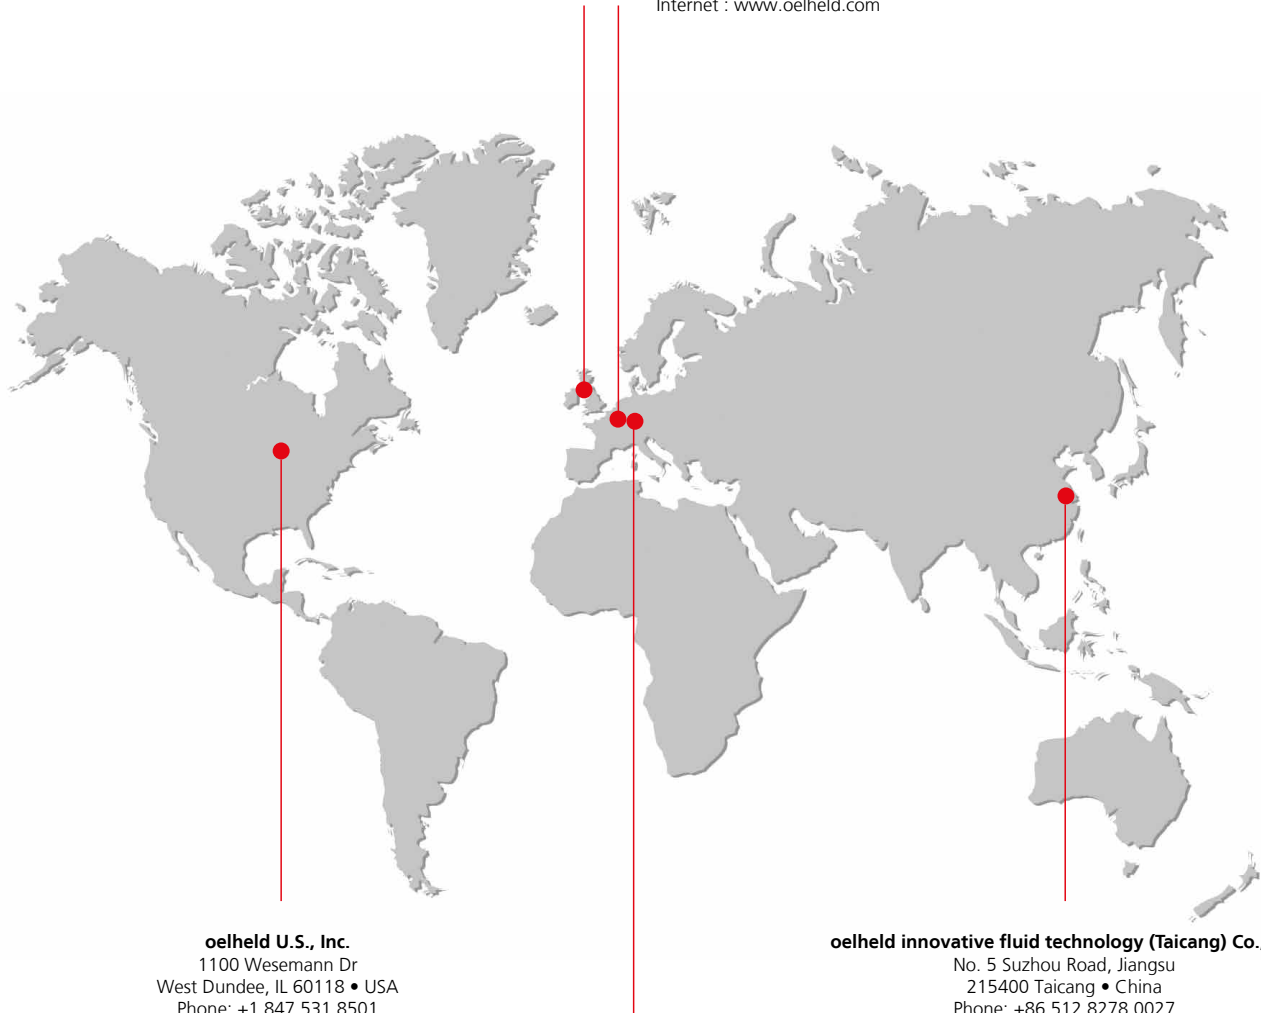 Internet : www.oelheld.com
oelheld U.S., Inc.
1100 Wesemann Dr
West Dundee, IL 60118 • USA
Phone: +1 847 531 8501
oelheld innovative fluid technology (Taicang) Co.,
No. 5 Suzhou Road, Jiangsu
215400 Taicang • China
Phone: +86 512 8278 0027